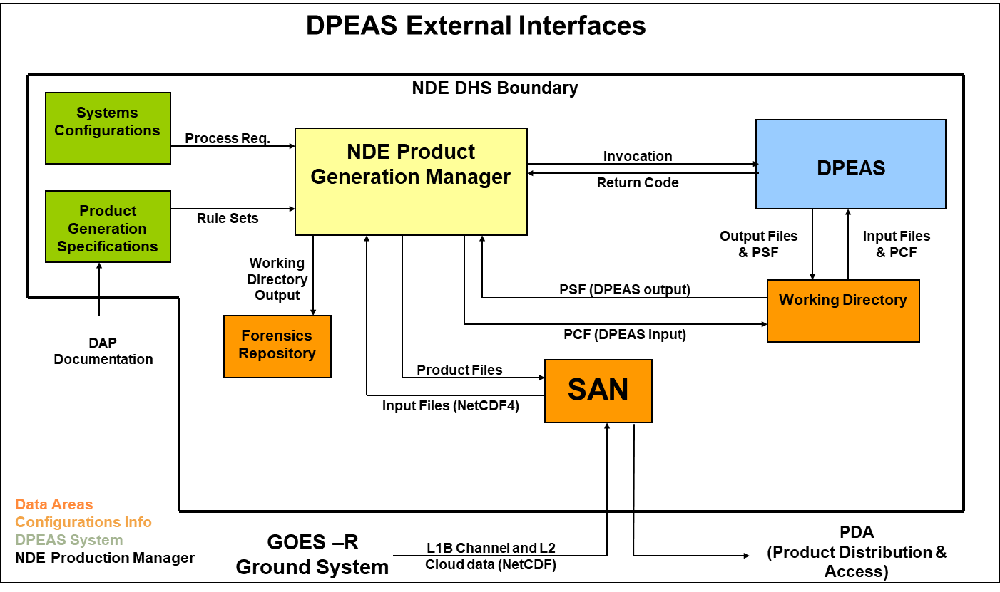 DPEAS External Interfaces
NDE DHS Boundary
Systems
Configurations
Process Req.
NDE Product
Generation Manager
Invocation
Return Code
DPEAS
Product
Generation
Specifications
Rule Sets
Working
Directory
Output
Output Files
& PSF
Input Files
& PCF
PSF (DPEAS output)
PCF (DPEAS input)
Working Directory
DAP
Documentation
Forensics
Repository
Product Files
Input Files (NetCDF4)
SAN
Data Areas
Configurations Info
DPEAS System
NDE Production Manager
GOES –R
Ground System
L1B Channel and L2
Cloud data (NetCDF)
PDA
(Product Distribution &
Access)